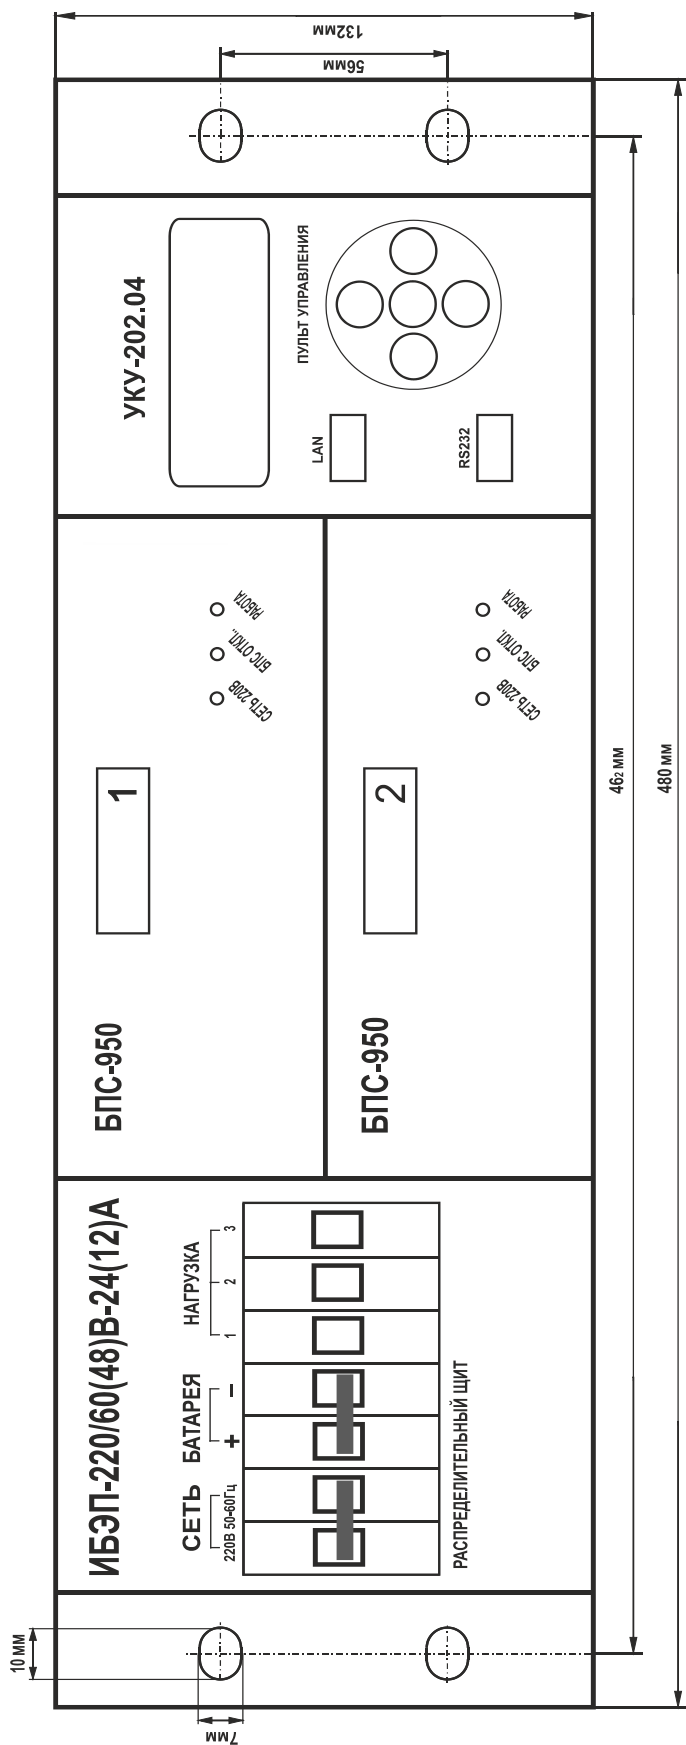 ИБЭП-220/60(48)В-24(12)А
СЕТЬ
220В 50-60Гц
БАТАРЕЯ
+ −
НАГРУЗКА
1 2 3
РАСПРЕДЕЛИТЕЛЬНЫЙ ЩИТ
БПС-950
1
СЕТЬ 220В
БПС ОТКЛ..
РАБОТА
БПС-950
2
СЕТЬ 220В
БПС ОТКЛ.
РАБОТА
УКУ-202.04
ПУЛЬТ УПРАВЛЕНИЯ
LAN
RS232
10 мм
7мм
56мм
132мм
462 мм
480 мм